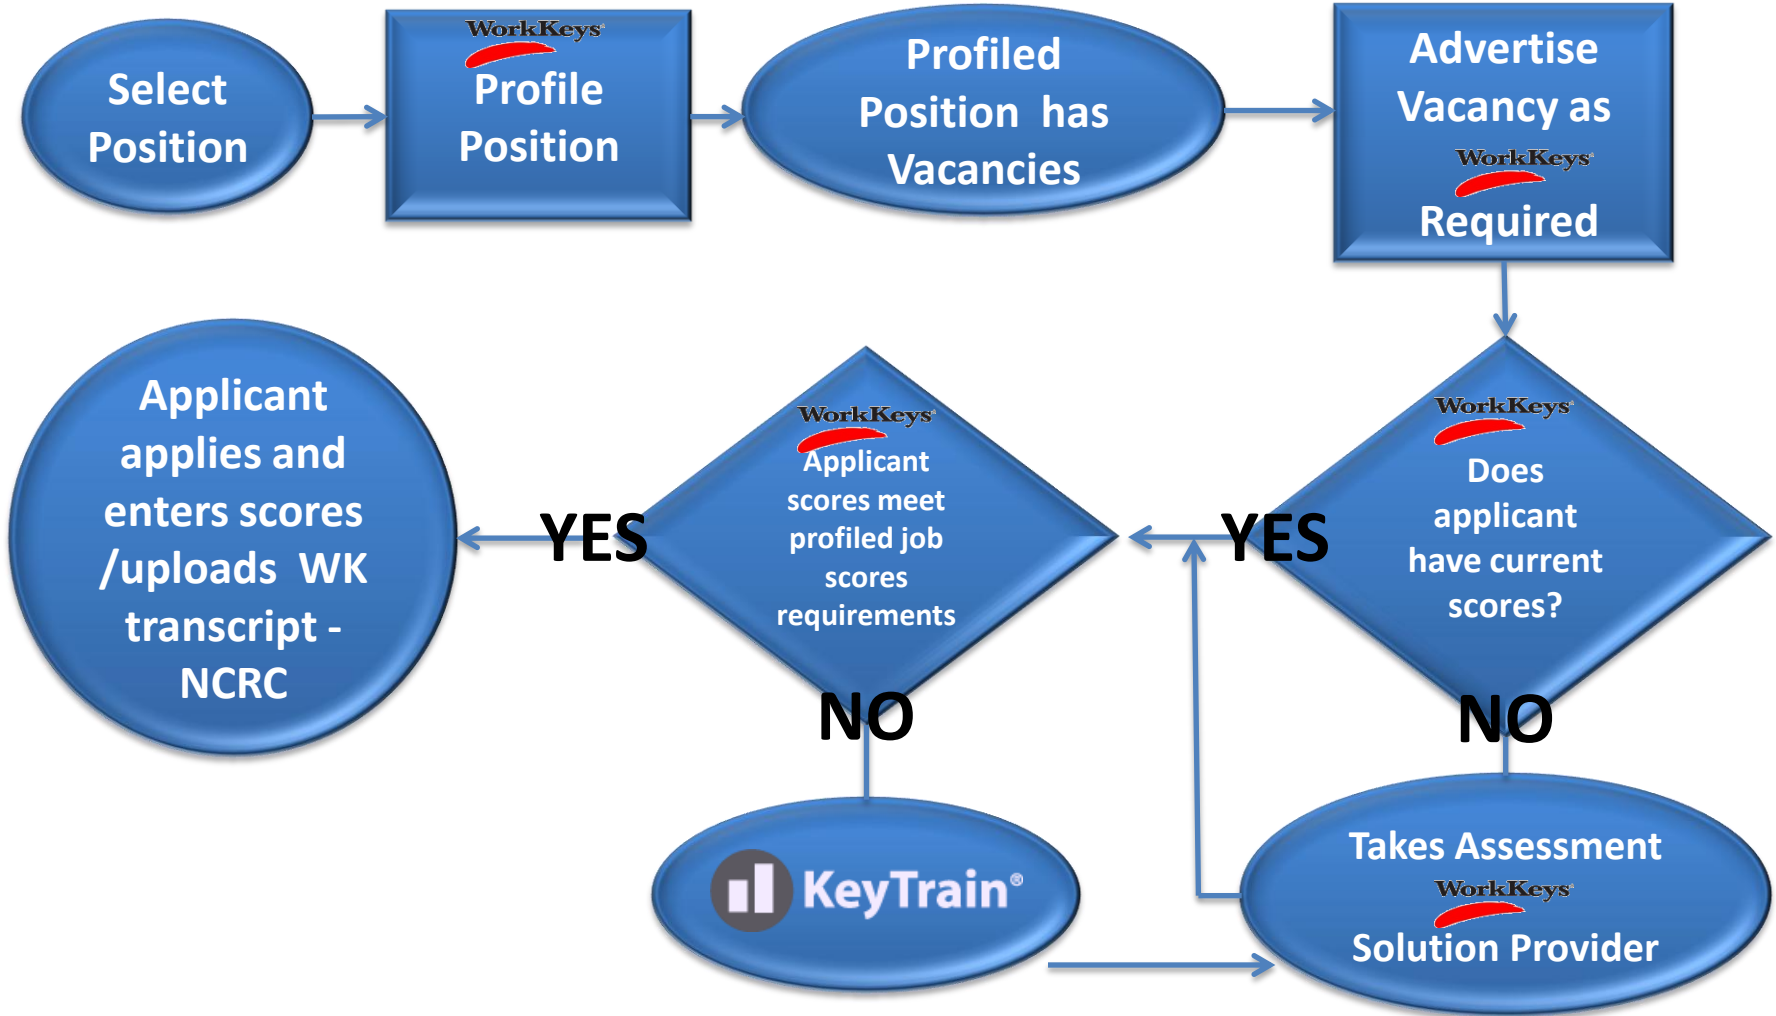 Select
Position
WorkKeys®
Profile
Position
Profiled
Position has
Vacancies
Advertise
Vacancy as
WorkKeys®
Required
WorkKeys®
Does
applicant
have current
scores?
YES
NO
WorkKeys®
Applicant
scores meet
profiled job
scores
requirements
YES
NO
Applicant
applies and
enters scores
/uploads WK
transcript -
NCRC
KeyTrain®
Takes Assessment
WorkKeys®
Solution Provider